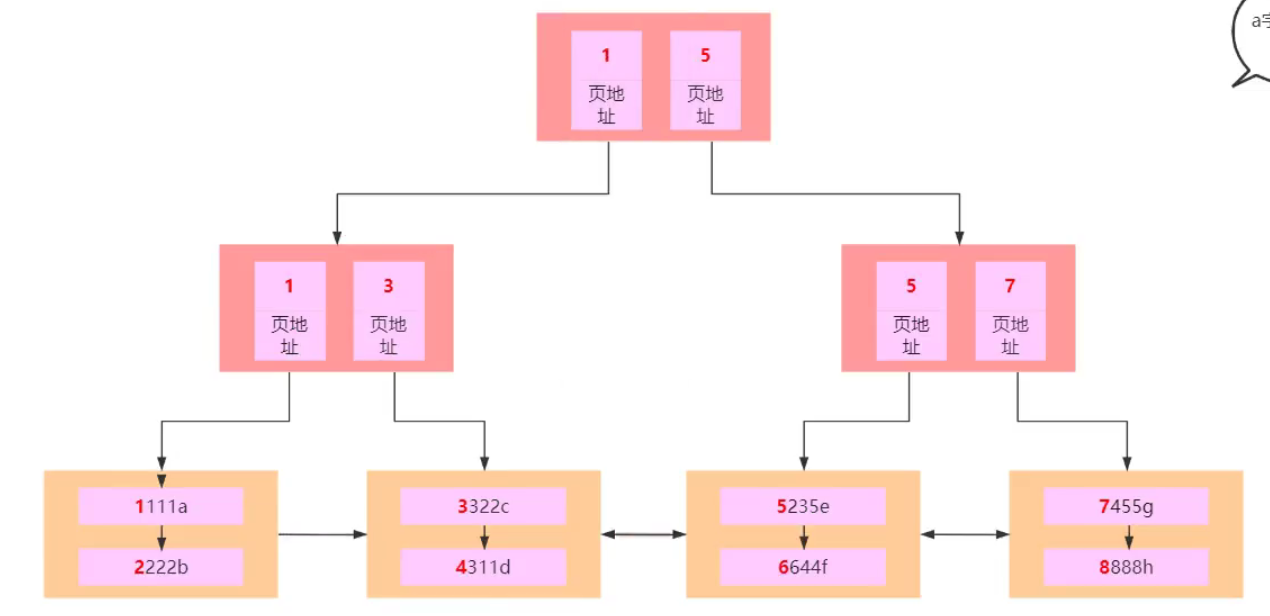 a字
1 5
页地 页地
址 址
1 3 5 7
页地 页地 页地 页地
址 址 址 址
1111a 3322c 5235e 7455g
2222b 4311d 6644f 8888h